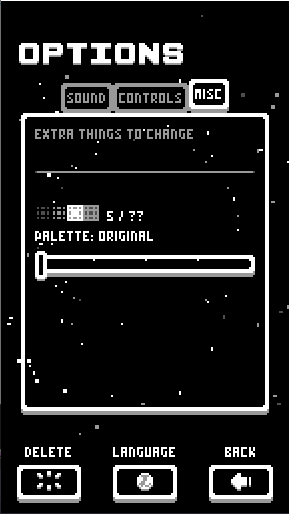 OPTIONS
SOUND CONTROLS MISC
EXTRA THINGS TO CHANGE
5 / ??
PALETTE: ORIGINAL
DELETE LANGUAGE BACK